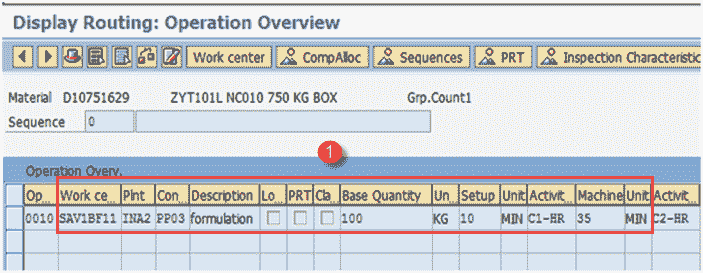 Display Routing: Operation Overview
Work center CompAlloc Sequences PRT Inspection Characteristic
Material D10751629 ZYT101L NC010 750 KG BOX Grp.Count1
Sequence 0
1
Operation Overv.
Op... Work ce... Plnt Con... Description Lo... PRT Cla... Base Quantity Un... Setup Unit Activit... Machine Unit Activit...
0010 SAV1BF11 INA2 PP03 formulation 100 KG 10 MIN C1-HR 35 MIN C2-HR